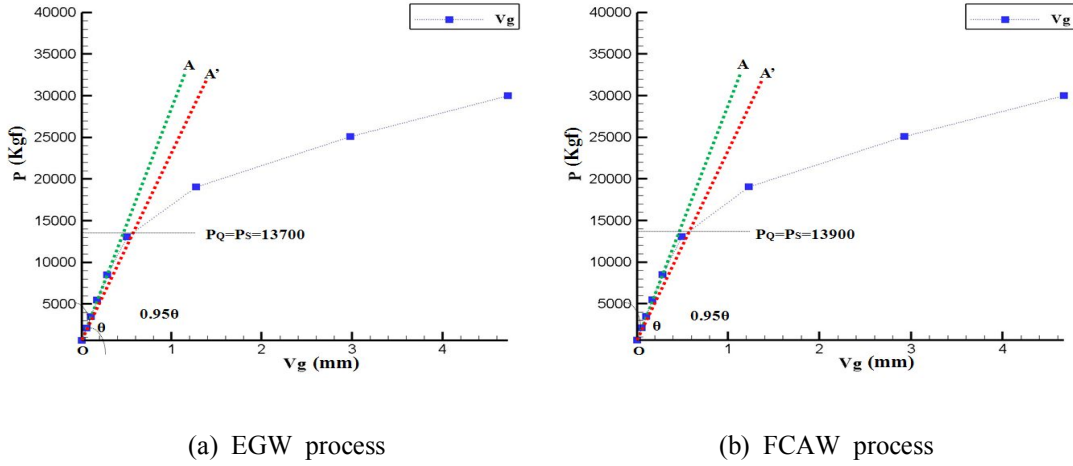 40000
35000
30000
25000
20000
15000
10000
5000
P (Kgf)
Vg
A
A'
PQ=PS=13700
0.95θ
θ
O
1
2
3
4
Vg (mm)
(a) EGW process
40000
35000
30000
25000
20000
15000
10000
5000
P (Kgf)
Vg
A
A'
PQ=PS=13900
0.95θ
θ
O
1
2
3
4
Vg (mm)
(b) FCAW process